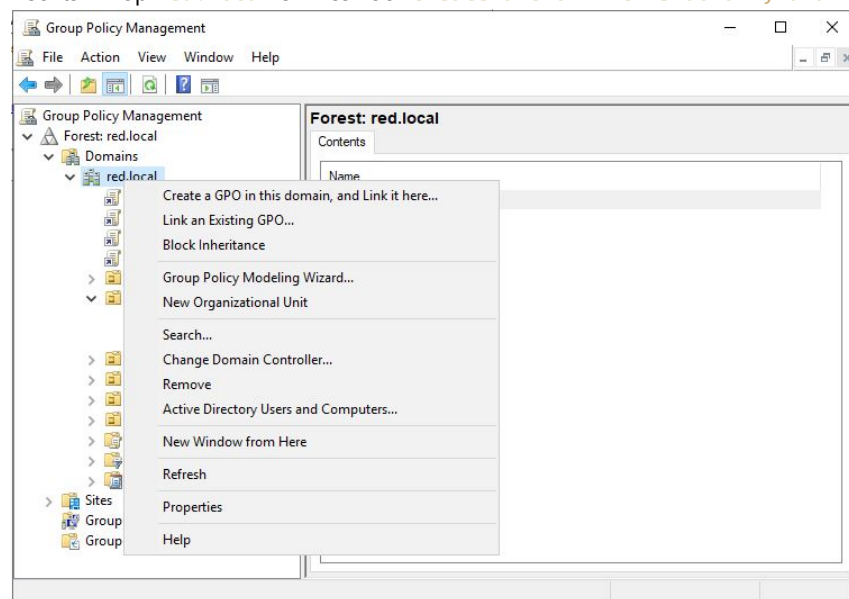 Group Policy Management
File Action View Window Help
Group Policy Management
Forest: red.local
Domains
red.local
Sites
Group
Group
Forest: red.local
Contents
Name
Create a GPO in this domain, and Link it here...
Link an Existing GPO...
Block Inheritance
Group Policy Modeling Wizard...
New Organizational Unit
Search...
Change Domain Controller...
Remove
Active Directory Users and Computers...
New Window from Here
Refresh
Properties
Help